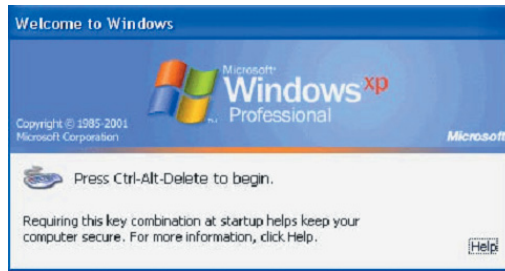 Welcome to Windows
Microsoft
Windows xp
Professional
Copyright © 1985-2001
Microsoft Corporation
Microsoft
Press Ctrl-Alt-Delete to begin.
Requiring this key combination at startup helps keep your
computer secure. For more information, click Help.
Help